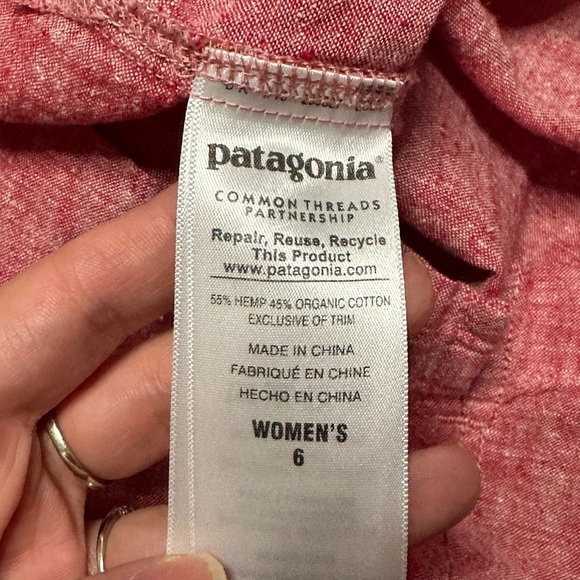 patagonia®
COMMON THREADS
PARTNERSHIP
Repair, Reuse, Recycle
This Product
www.patagonia.com
55% HEMP 45% ORGANIC COTTON
EXCLUSIVE OF TRIM
MADE IN CHINA
FABRIQUÉ EN CHINE
HECHO EN CHINA
WOMEN'S
6